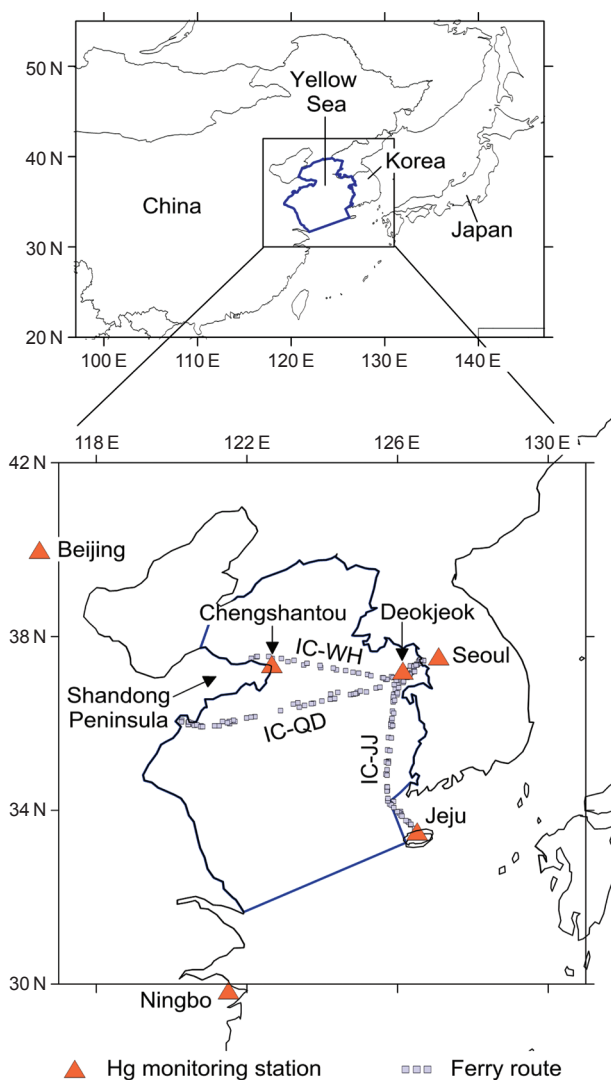 50 N
Yellow
Sea
40 N
Korea
China
Japan
30 N
20 N
100 E 110 E 120 E 130 E 140 E
118 E 122 E 126 E 130 E
42 N
Beijing
Chengshantou Deokjeok
38 N
IC-WH
Seoul
Shandong
Peninsula
IC-QD
IC-JJ
34 N
Jeju
30 N
Ningbo
Hg monitoring station Ferry route